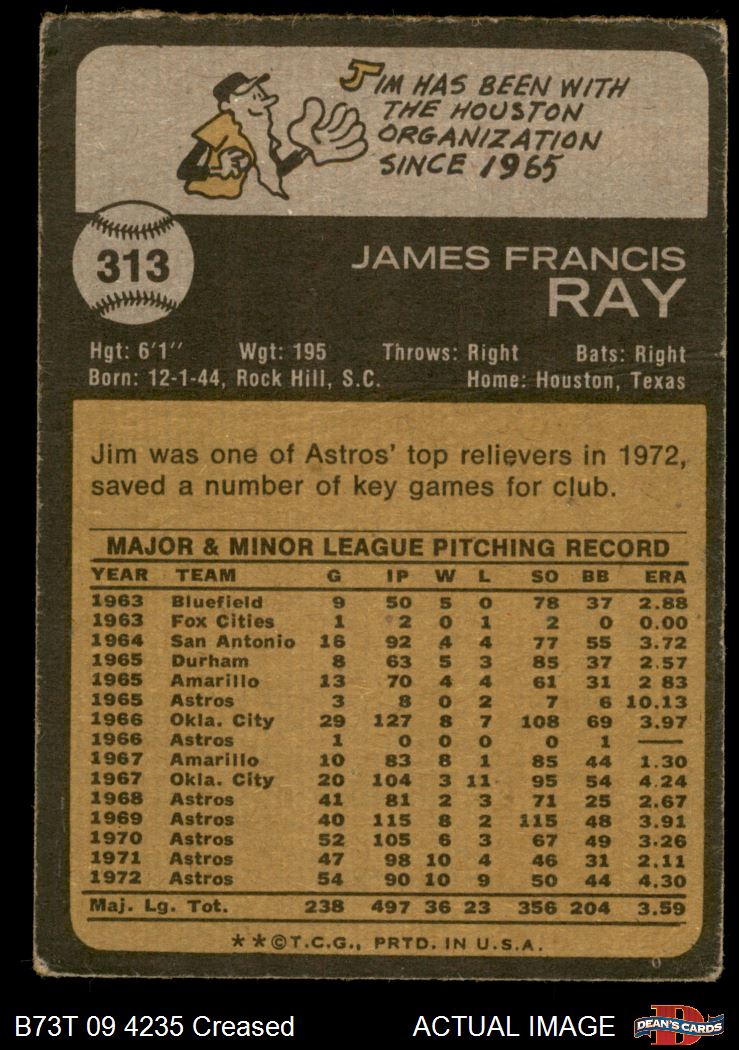 JIM HAS BEEN WITH
THE HOUSTON
ORGANIZATION
SINCE 1965
313
JAMES FRANCIS
RAY
Hgt: 6'1" Wgt: 195 Throws: Right Bats: Right
Born: 12-1-44, Rock Hill, S.C. Home: Houston, Texas
Jim was one of Astros' top relievers in 1972,
saved a number of key games for club.
MAJOR & MINOR LEAGUE PITCHING RECORD
YEAR TEAM G IP W L SO BB ERA
1963 Bluefield 9 50 5 0 78 37 2.88
1963 Fox Cities 1 2 0 1 2 0 0.00
1964 San Antonio 16 92 4 4 77 55 3.72
1965 Durham 8 63 5 3 85 37 2.57
1965 Amarillo 13 70 4 4 61 31 2 83
1965 Astros 3 8 0 2 7 6 10.13
1966 Okla. City 29 127 8 7 108 69 3.97
1966 Astros 1 0 0 0 0 1 —
1967 Amarillo 10 83 8 1 85 44 1.30
1967 Okla. City 20 104 3 11 95 54 4.24
1968 Astros 41 81 2 3 71 25 2.67
1969 Astros 40 115 8 2 115 48 3.91
1970 Astros 52 105 6 3 67 49 3.26
1971 Astros 47 98 10 4 46 31 2.11
1972 Astros 54 90 10 9 50 44 4.30
Maj. Lg. Tot. 238 497 36 23 356 204 3.59
**©T.C.G., PRTD. IN U.S.A.
B73T 09 4235 Creased ACTUAL IMAGE D DEAN'S CARDS